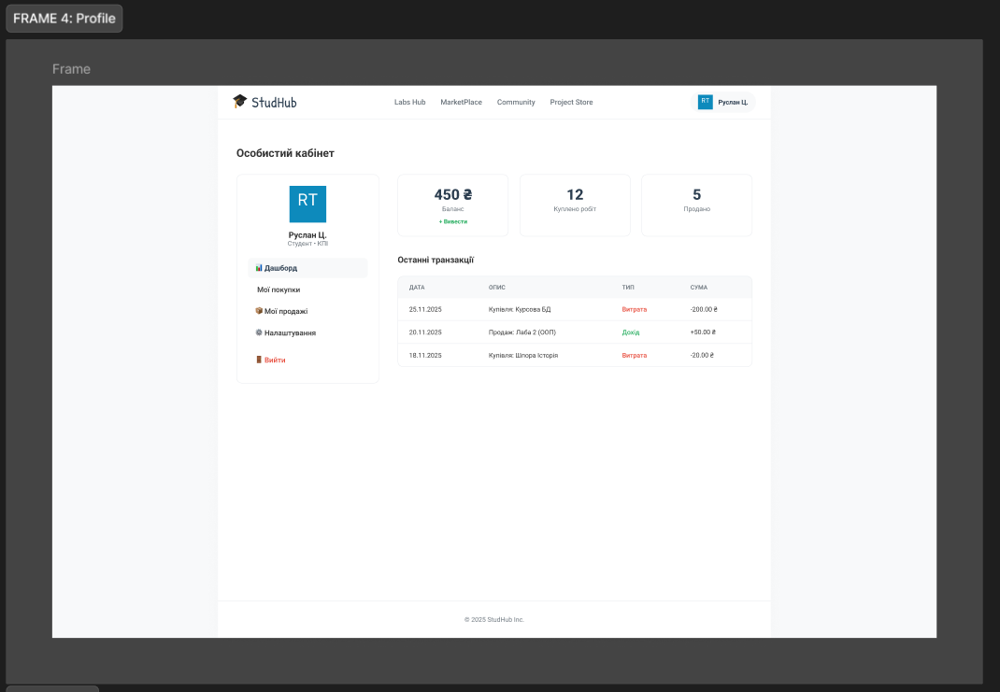 FRAME 4: Profile
Frame
StudHub
Labs Hub MarketPlace Community Project Store
RT Руслан Ц.
Особистий кабінет
RT
Руслан Ц.
Студент • КПІ
Дашборд
Мої покупки
Мої продажі
Налаштування
Вийти
450 ₴
Баланс
+ Вивести
12
Куплено робіт
5
Продано
Останні транзакції
ДАТА ОПИС ТИП СУМА
25.11.2025 Купівля: Курсова БД Витрата -200.00 ₴
20.11.2025 Продаж: Лаба 2 (ООП) Дохід +50.00 ₴
18.11.2025 Купівля: Шпора Історія Витрата -20.00 ₴
© 2025 StudHub Inc.